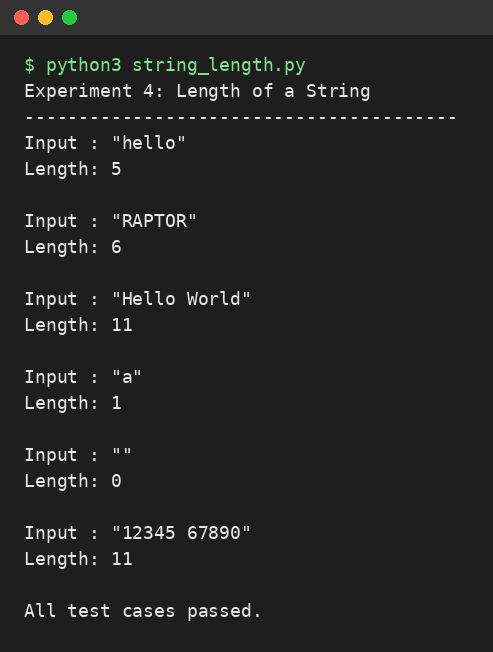 $ python3 string_length.py
Experiment 4: Length of a String
----------------------------------------
Input : "hello"
Length: 5
Input : "RAPTOR"
Length: 6
Input : "Hello World"
Length: 11
Input : "a"
Length: 1
Input : ""
Length: 0
Input : "12345 67890"
Length: 11
All test cases passed.